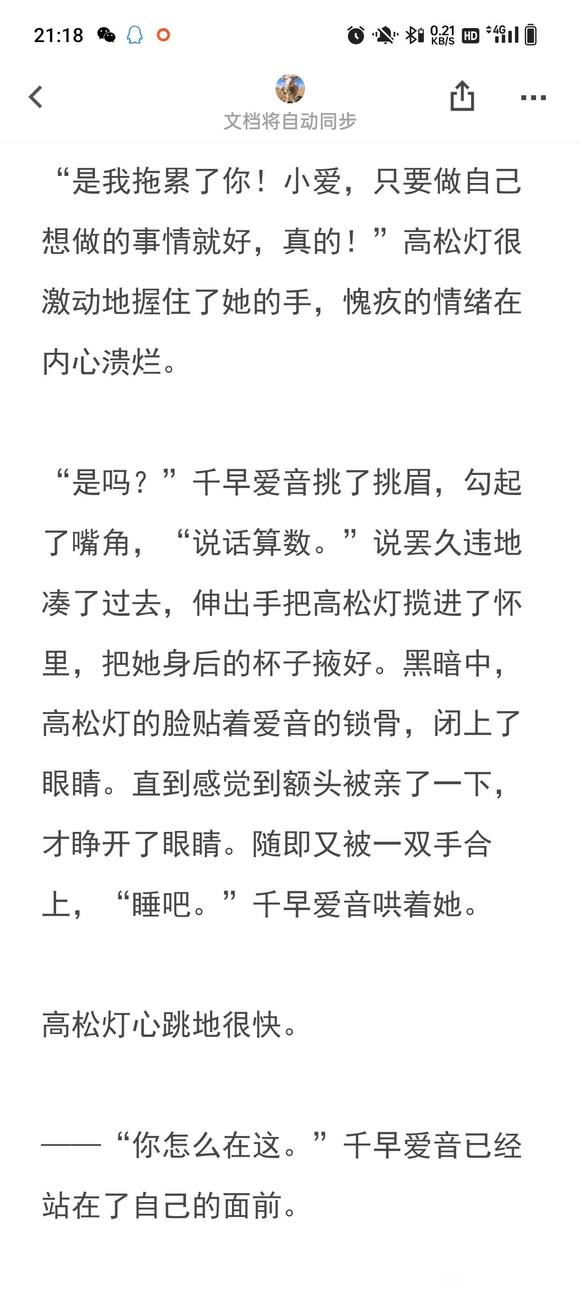 21:18
0.21
KB/S
HD
4G
文档将自动同步
“是我拖累了你！小爱，只要做自己
想做的事情就好，真的！”高松灯很
激动地握住了她的手，愧疚的情绪在
内心溃烂。
“是吗？”千早爱音挑了挑眉，勾起
了嘴角，“说话算数。”说罢久违地
凑了过去，伸出手把高松灯揽进了怀
里，把她身后的杯子掖好。黑暗中，
高松灯的脸贴着爱音的锁骨，闭上了
眼睛。直到感觉到额头被亲了一下，
才睁开了眼睛。随即又被一双手合
上，“睡吧。”千早爱音哄着她。
高松灯心跳地很快。
——“你怎么在这。”千早爱音已经
站在了自己的面前。